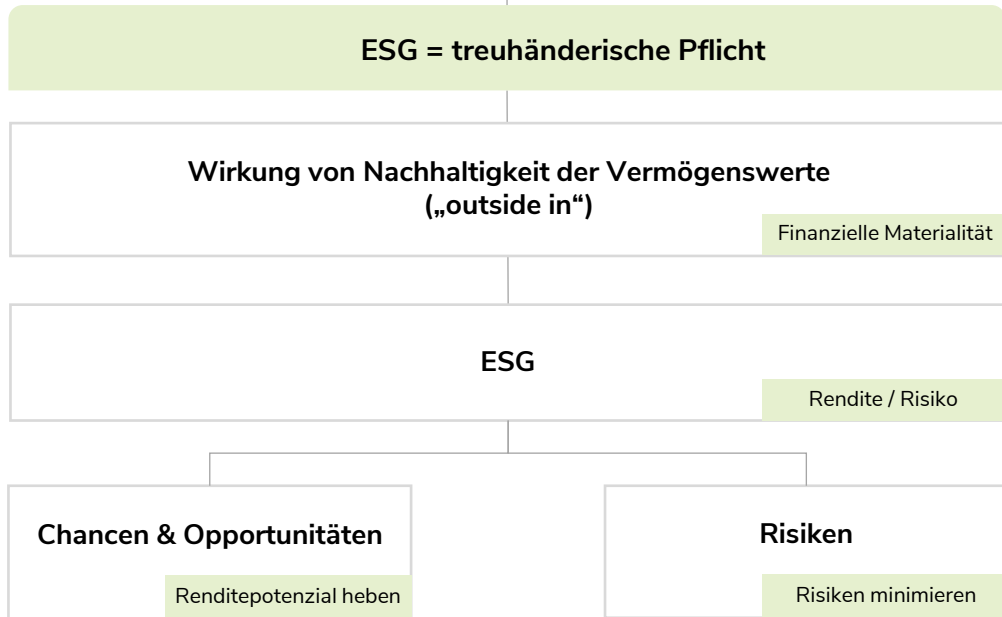 ESG = treuhänderische Pflicht
Wirkung von Nachhaltigkeit der Vermögenswerte
(„outside in“)
Finanzielle Materialität
ESG
Rendite / Risiko
Chancen & Opportunitäten
Renditepotenzial heben
Risiken
Risiken minimieren